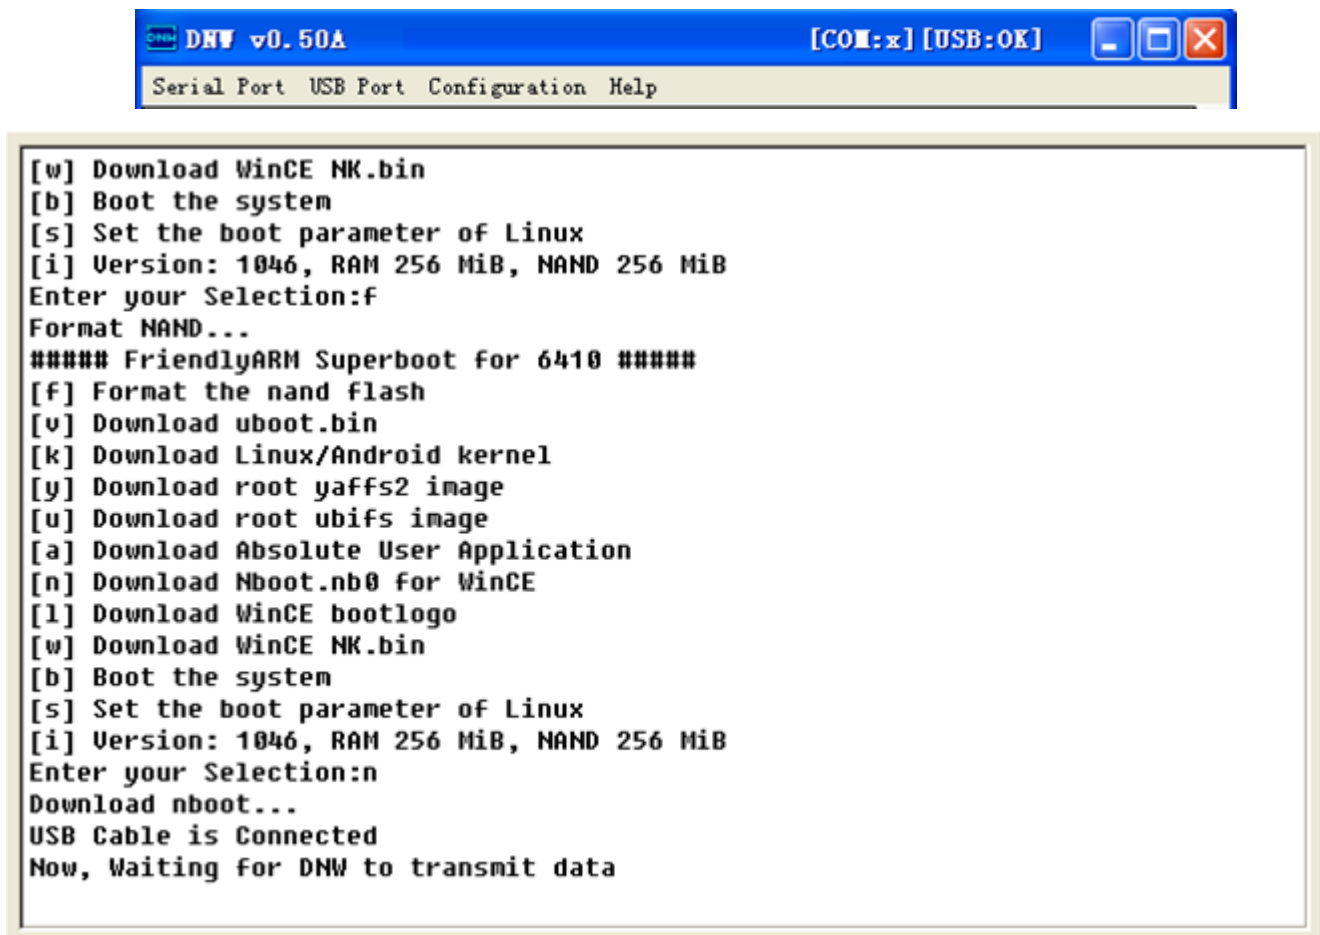 DNW v0.50A [COM:x][USB:OK]
Serial Port USB Port Configuration Help
[w] Download WinCE NK.bin
[b] Boot the system
[s] Set the boot parameter of Linux
[i] Version: 1046, RAM 256 MiB, NAND 256 MiB
Enter your Selection:f
Format NAND...
##### FriendlyARM Superboot for 6410 #####
[f] Format the nand flash
[v] Download uboot.bin
[k] Download Linux/Android kernel
[y] Download root yaffs2 image
[u] Download root ubifs image
[a] Download Absolute User Application
[n] Download Nboot.nb0 for WinCE
[l] Download WinCE bootlogo
[w] Download WinCE NK.bin
[b] Boot the system
[s] Set the boot parameter of Linux
[i] Version: 1046, RAM 256 MiB, NAND 256 MiB
Enter your Selection:n
Download nboot...
USB Cable is Connected
Now, Waiting for DNW to transmit data